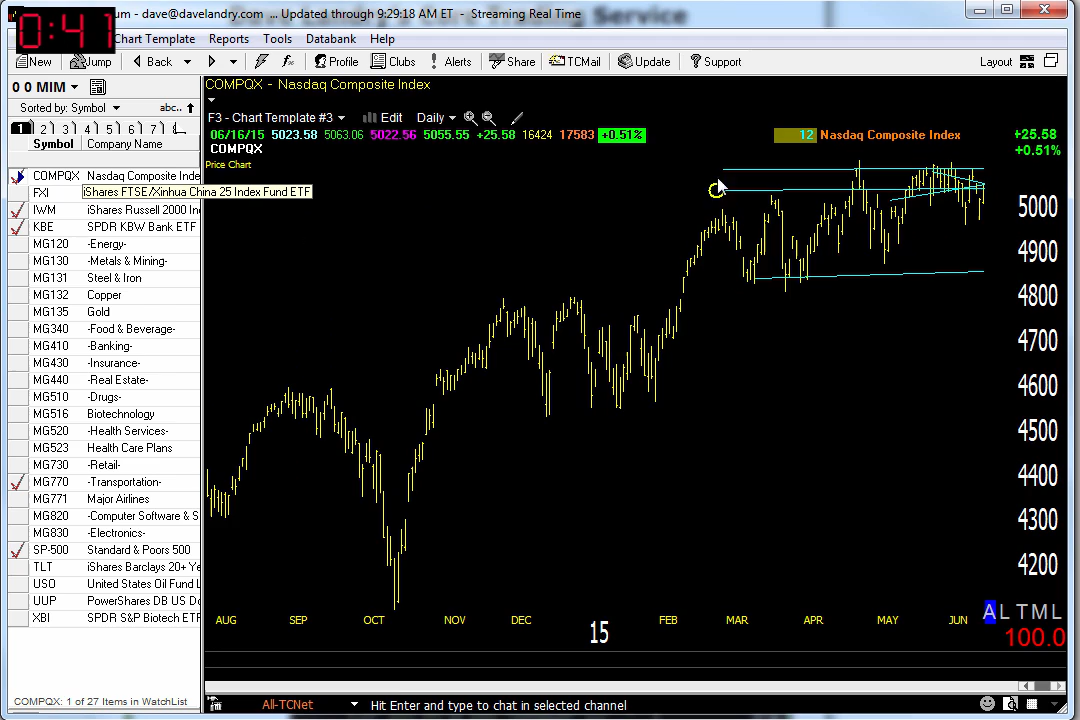 Service
0:41
um - dave@davelandry.com ... Updated through 9:29:18 AM ET - Streaming Real Time
Chart Template Reports Tools Databank Help
New Jump Back Profile Clubs Alerts Share TCMail Update Support Layout
0 0 MIM
COMPQX - Nasdaq Composite Index
Sorted by: Symbol abc..
F3 - Chart Template #3 Edit Daily
1 2 3 4 5 6 7
06/16/15 5023.58 5063.06 5022.56 5055.55 +25.58 16424 17583 +0.51% 12 Nasdaq Composite Index +25.58
+0.51%
Symbol Company Name
COMPQX
Price Chart
COMPQX Nasdaq Composite Inde
FXI iShares FTSE/Xinhua China 25 Index Fund ETF
IWM iShares Russell 2000 In
KBE SPDR KBW Bank ETF
MG120 -Energy-
MG130 -Metals & Mining-
MG131 Steel & Iron
MG132 Copper
MG135 Gold
MG340 -Food & Beverage-
MG410 -Banking-
MG430 -Insurance-
MG440 -Real Estate-
MG510 -Drugs-
MG516 Biotechnology
MG520 -Health Services-
MG523 Health Care Plans
MG730 -Retail-
MG770 -Transportation-
MG771 Major Airlines
MG820 -Computer Software & S
MG830 -Electronics-
SP-500 Standard & Poors 500
TLT iShares Barclays 20+ Ye
USO United States Oil Fund L
UUP PowerShares DB US Do
XBI SPDR S&P Biotech ETF
5000
4900
4800
4700
4600
4500
4400
4300
4200
AUG SEP OCT NOV DEC 15 FEB MAR APR MAY JUN
A L T M L
100.0
COMPQX: 1 of 27 Items in WatchList
All-TCNet Hit Enter and type to chat in selected channel